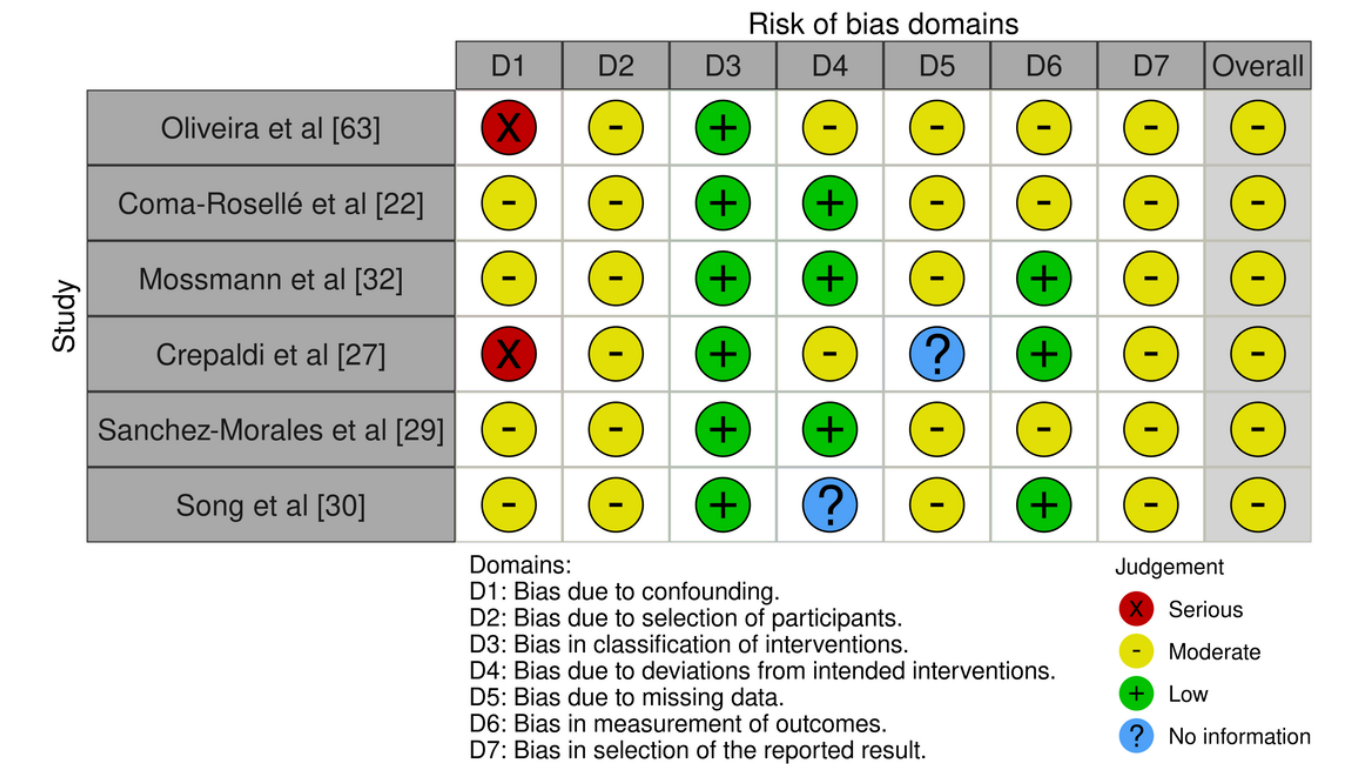 Risk of bias domains
D1 D2 D3 D4 D5 D6 D7 Overall
Study
Oliveira et al [63] X - + - - - - -
Coma-Rosellé et al [22] - - + + - - - -
Mossmann et al [32] - - + + - + - -
Crepaldi et al [27] X - + - ? + - -
Sanchez-Morales et al [29] - - + + - - - -
Song et al [30] - - + ? - + - -
Domains:
D1: Bias due to confounding.
D2: Bias due to selection of participants.
D3: Bias in classification of interventions.
D4: Bias due to deviations from intended interventions.
D5: Bias due to missing data.
D6: Bias in measurement of outcomes.
D7: Bias in selection of the reported result.
Judgement
X Serious
- Moderate
+ Low
? No information